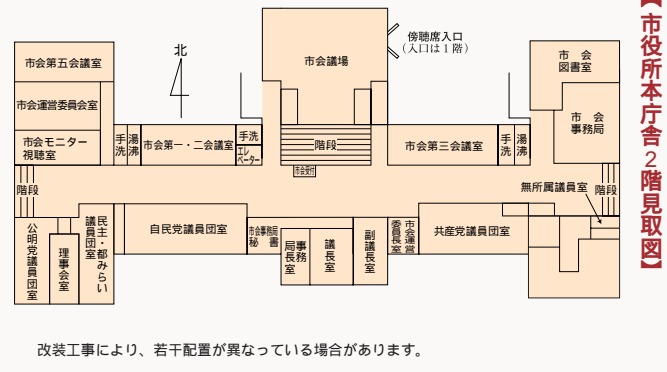 【市役所本庁舎2階見取図】
北
傍聴席入口
（入口は1階）
市会第五会議室
市会議場
市　会
図書室
市会運営委員会室
市　会
事務局
市会モニター
視聴室
手洗
湯沸
市会第一・二会議室
手洗
エレ
ベーター
階段
市会第三会議室
手洗
湯沸
市会受付
階段
無所属議員室
階段
公明党議員団室
理事会室
民主・都みらい
議員団室
自民党議員団室
市会事務局
秘　書
事務
局長室
議長室
副議長室
市会運営
委員長室
共産党議員団室
改装工事により、若干配置が異なっている場合があります。